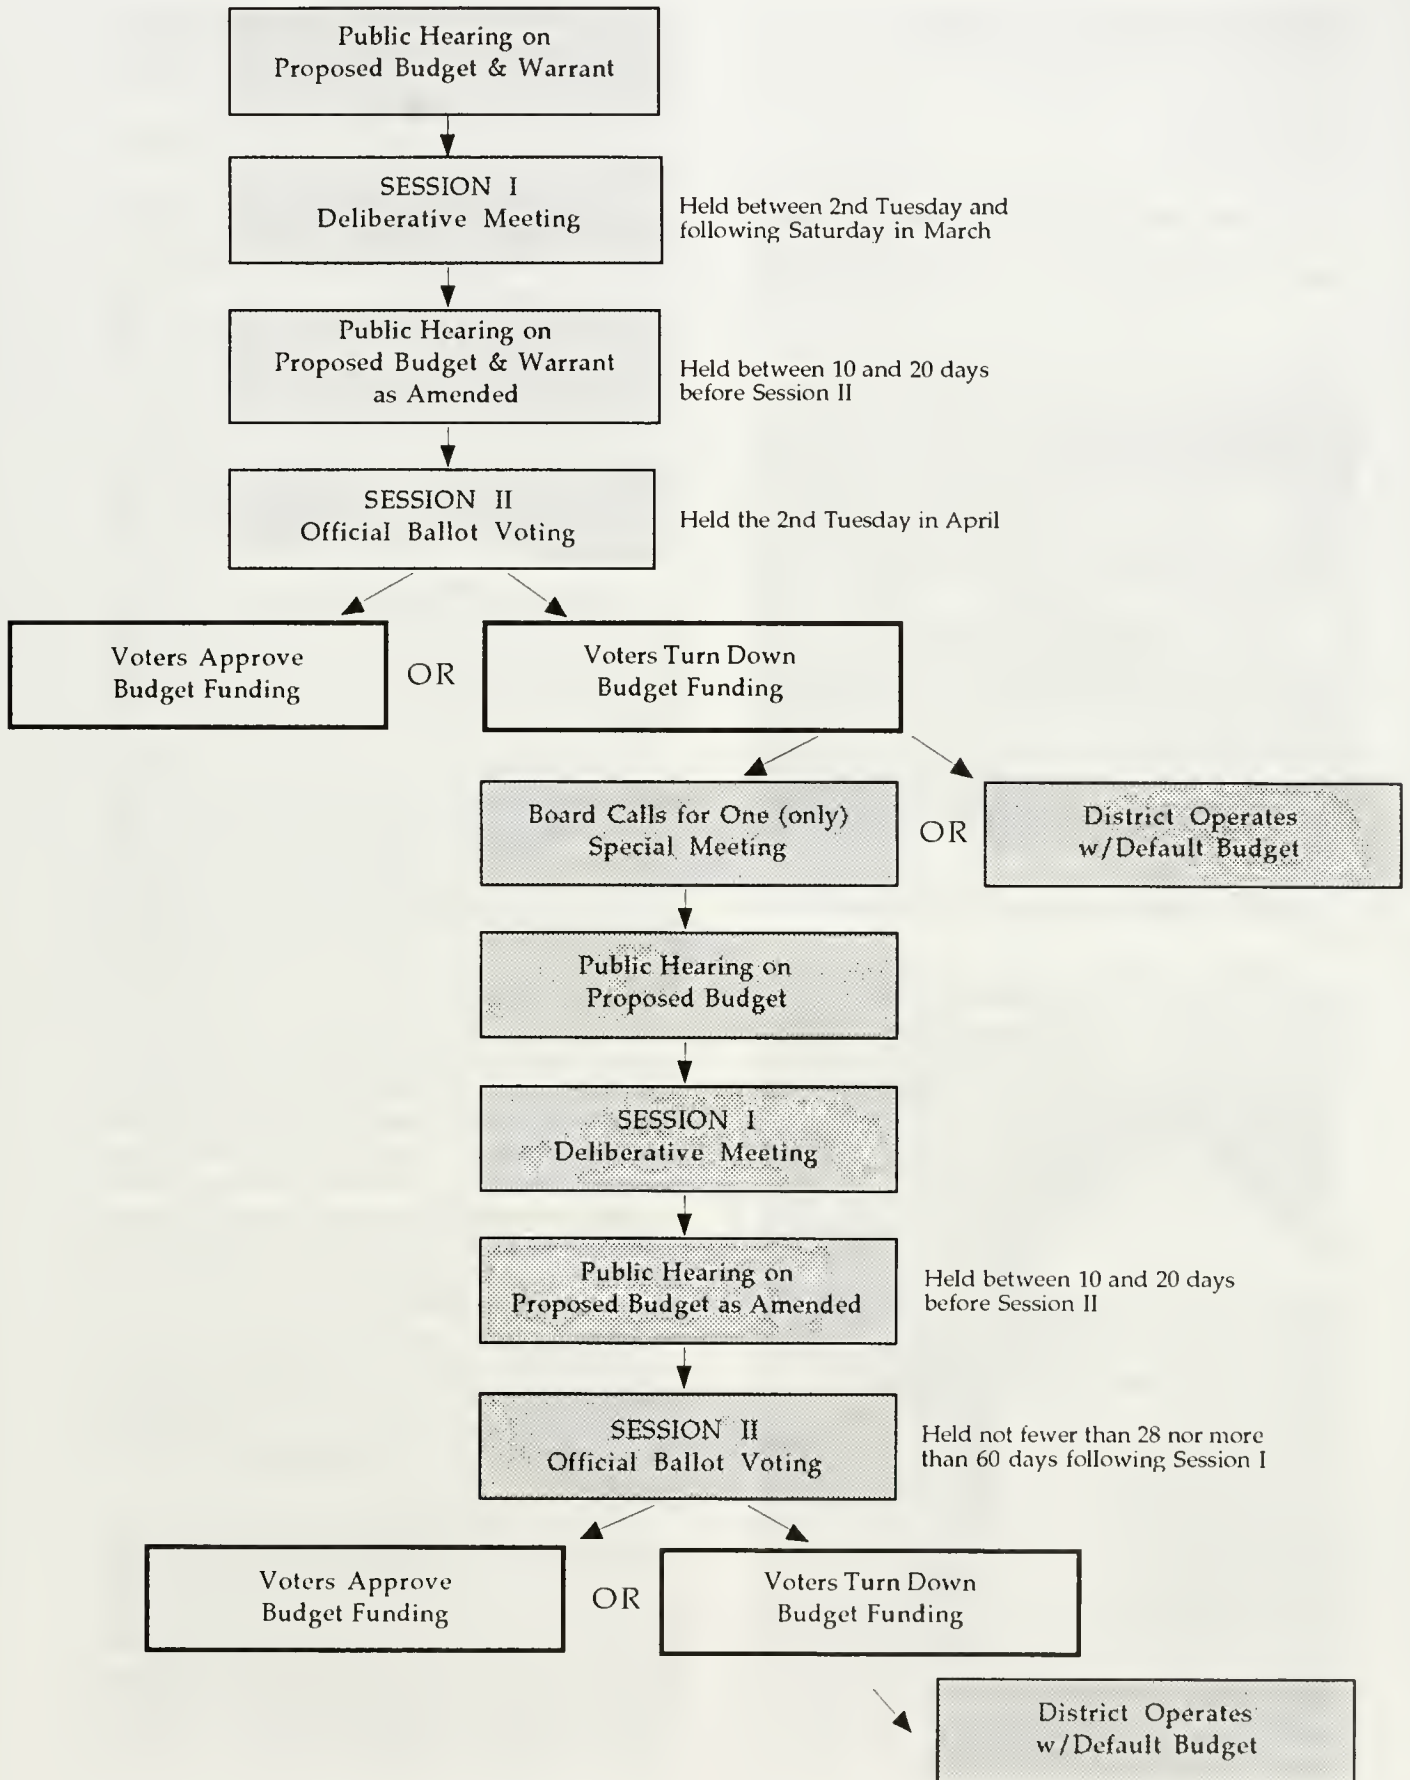 Public Hearing on
Proposed Budget & Warrant
SESSION I
Deliberative Meeting
Held between 2nd Tuesday and
following Saturday in March
Public Hearing on
Proposed Budget & Warrant
as Amended
Held between 10 and 20 days
before Session II
SESSION II
Official Ballot Voting
Held the 2nd Tuesday in April
Voters Approve
Budget Funding
OR
Voters Turn Down
Budget Funding
Board Calls for One (only)
Special Meeting
OR
District Operates
w/Default Budget
Public Hearing on
Proposed Budget
SESSION I
Deliberative Meeting
Public Hearing on
Proposed Budget as Amended
Held between 10 and 20 days
before Session II
SESSION II
Official Ballot Voting
Held not fewer than 28 nor more
than 60 days following Session I
Voters Approve
Budget Funding
OR
Voters Turn Down
Budget Funding
District Operates
w/Default Budget